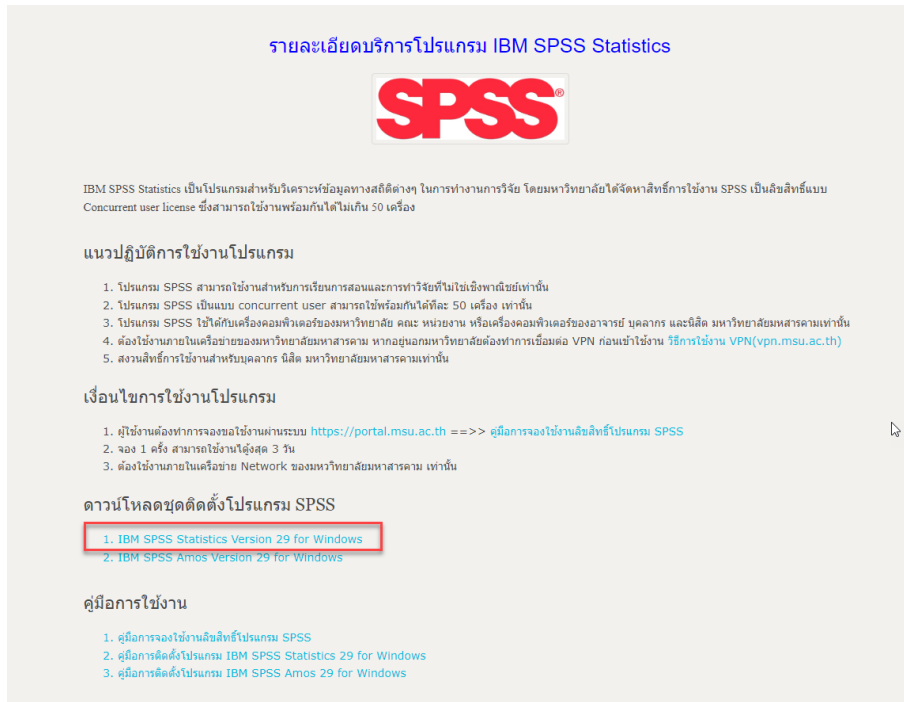 รายละเอียดบริการโปรแกรม IBM SPSS Statistics
SPSS®
IBM SPSS Statistics เป็นโปรแกรมสำหรับวิเคราะห์ข้อมูลทางสถิติต่างๆ ในการทำงานการวิจัย โดยมหาวิทยาลัยได้จัดหาสิทธิ์การใช้งาน SPSS เป็นลิขสิทธิ์แบบ
Concurrent user license ซึ่งสามารถใช้งานพร้อมกันได้ไม่เกิน 50 เครื่อง
แนวปฏิบัติการใช้งานโปรแกรม
1. โปรแกรม SPSS สามารถใช้งานสำหรับการเรียนการสอนและการทำวิจัยที่ไม่ใช่เชิงพาณิชย์เท่านั้น
2. โปรแกรม SPSS เป็นแบบ concurrent user สามารถใช้พร้อมกันได้ทีละ 50 เครื่อง เท่านั้น
3. โปรแกรม SPSS ใช้ได้กับเครื่องคอมพิวเตอร์ของมหาวิทยาลัย คณะ หน่วยงาน หรือเครื่องคอมพิวเตอร์ของอาจารย์ บุคลากร และนิสิต มหาวิทยาลัยมหาสารคามเท่านั้น
4. ต้องใช้งานภายในเครือข่ายของมหาวิทยาลัยมหาสารคาม หากอยู่นอกมหาวิทยาลัยต้องทำการเชื่อมต่อ VPN ก่อนเข้าใช้งาน วิธีการใช้งาน VPN(vpn.msu.ac.th)
5. สงวนสิทธิ์การใช้งานสำหรับบุคลากร นิสิต มหาวิทยาลัยมหาสารคามเท่านั้น
เงื่อนไขการใช้งานโปรแกรม
1. ผู้ใช้งานต้องทำการจองขอใช้งานผ่านระบบ https://portal.msu.ac.th ==>> คู่มือการจองใช้งานลิขสิทธิ์โปรแกรม SPSS
2. จอง 1 ครั้ง สามารถใช้งานได้สูงสุด 3 วัน
3. ต้องใช้งานภายในเครือข่าย Network ของมหวิทยาลัยมหาสารคาม เท่านั้น
ดาวน์โหลดชุดติดตั้งโปรแกรม SPSS
1. IBM SPSS Statistics Version 29 for Windows
2. IBM SPSS Amos Version 29 for Windows
คู่มือการใช้งาน
1. คู่มือการจองใช้งานลิขสิทธิ์โปรแกรม SPSS
2. คู่มือการติดตั้งโปรแกรม IBM SPSS Statistics 29 for Windows
3. คู่มือการติดตั้งโปรแกรม IBM SPSS Amos 29 for Windows